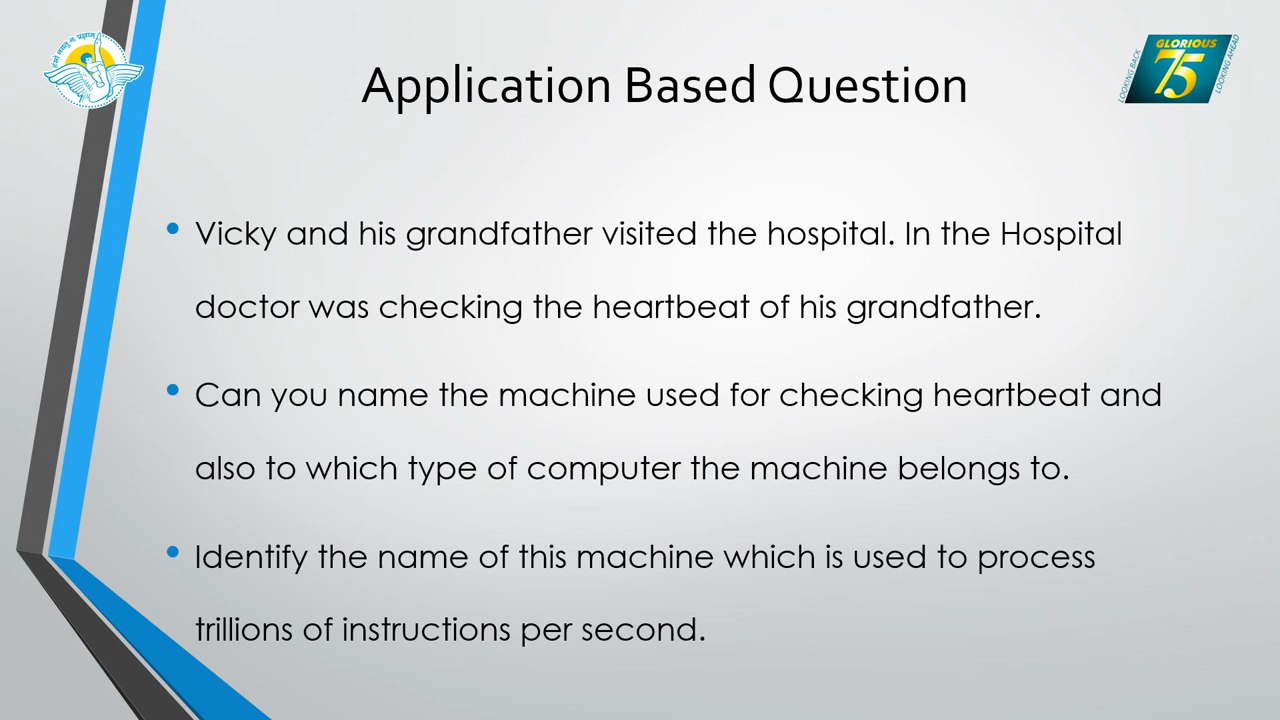 Application Based Question
GLORIOUS
75
LOOKING BACK
LOOKING AHEAD
• Vicky and his grandfather visited the hospital. In the Hospital
doctor was checking the heartbeat of his grandfather.
• Can you name the machine used for checking heartbeat and
also to which type of computer the machine belongs to.
• Identify the name of this machine which is used to process
trillions of instructions per second.